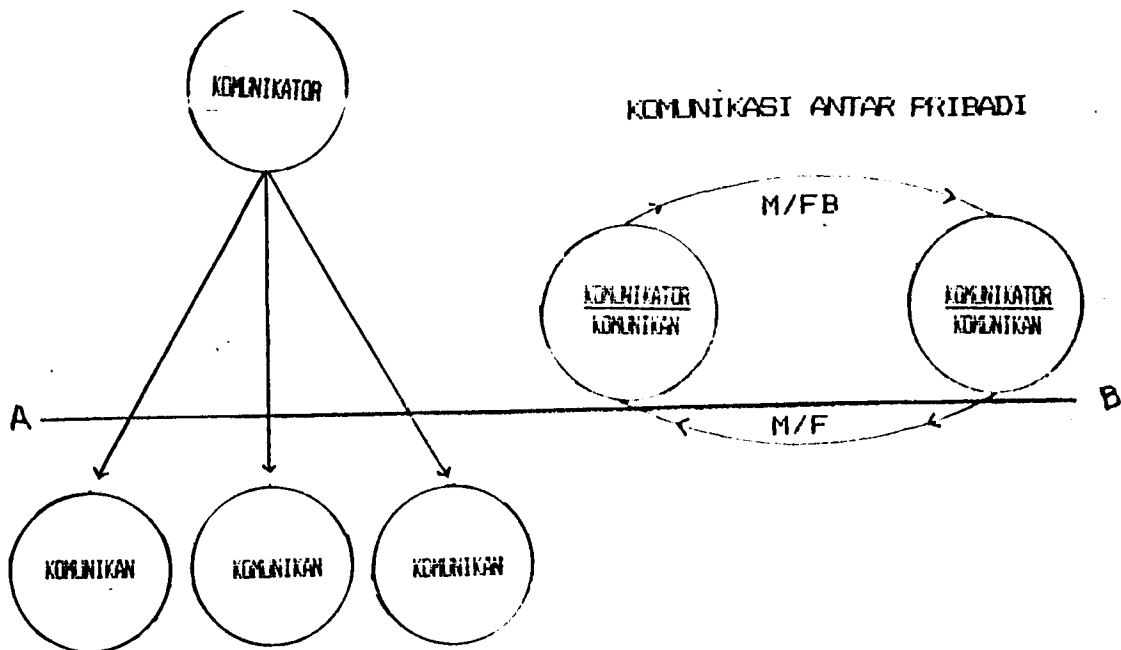 KOMUNIKATOR
KOMUNIKASI ANTAR PRIBADI
M/FB
KOMUNIKATOR
KOMUNIKAN
KOMUNIKATOR
KOMUNIKAN
A
B
M/F
KOMUNIKAN
KOMUNIKAN
KOMUNIKAN